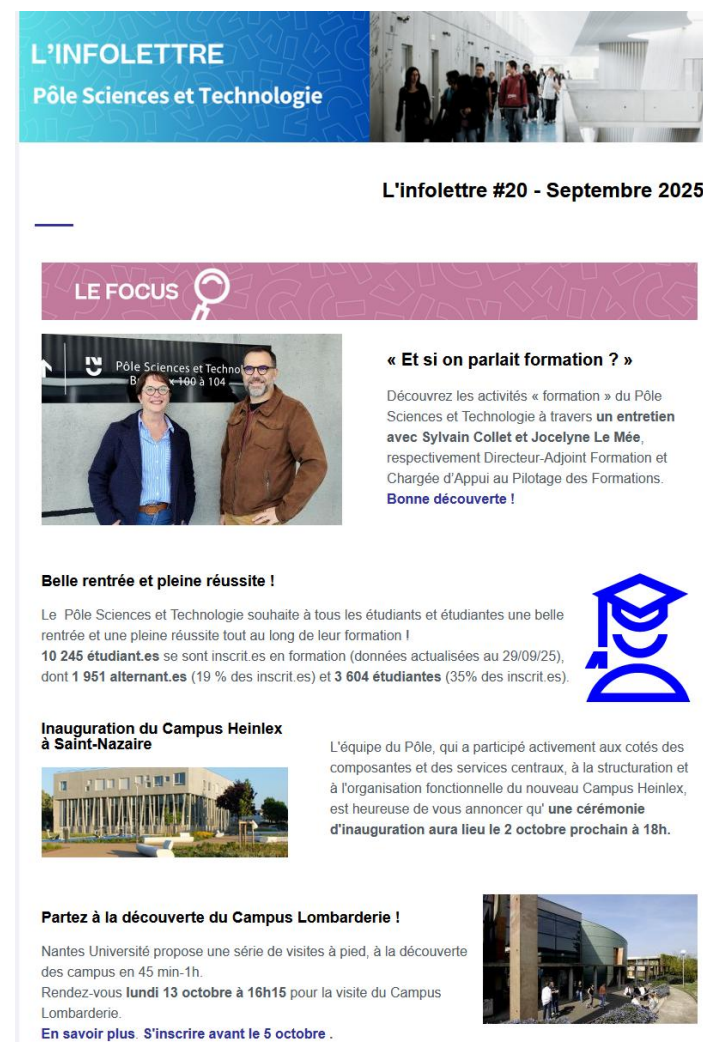 L'INFOLETTRE
Pôle Sciences et Technologie
L'infolettre #20 - Septembre 2025
LE FOCUS
Pôle Sciences et Techno
x 100 à 104
« Et si on parlait formation ? »
Découvrez les activités « formation » du Pôle
Sciences et Technologie à travers un entretien
avec Sylvain Collet et Jocelyne Le Mée,
respectivement Directeur-Adjoint Formation et
Chargée d'Appui au Pilotage des Formations.
Bonne découverte !
Belle rentrée et pleine réussite !
Le Pôle Sciences et Technologie souhaite à tous les étudiants et étudiantes une belle
rentrée et une pleine réussite tout au long de leur formation !
10 245 étudiant.es se sont inscrit.es en formation (données actualisées au 29/09/25),
dont 1 951 alternant.es (19 % des inscrit.es) et 3 604 étudiantes (35% des inscrit.es).
Inauguration du Campus Heinlex
à Saint-Nazaire
L'équipe du Pôle, qui a participé activement aux cotés des
composantes et des services centraux, à la structuration et
à l'organisation fonctionnelle du nouveau Campus Heinlex,
est heureuse de vous annoncer qu' une cérémonie
d'inauguration aura lieu le 2 octobre prochain à 18h.
Partez à la découverte du Campus Lombarderie !
Nantes Université propose une série de visites à pied, à la découverte
des campus en 45 min-1h.
Rendez-vous lundi 13 octobre à 16h15 pour la visite du Campus
Lombarderie.
En savoir plus. S'inscrire avant le 5 octobre .